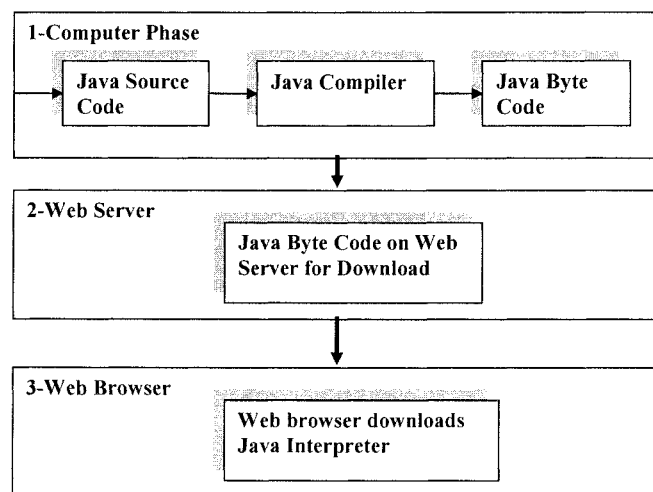 1-Computer Phase
Java Source
Code
Java Compiler
Java Byte
Code
2-Web Server
Java Byte Code on Web
Server for Download
3-Web Browser
Web browser downloads
Java Interpreter